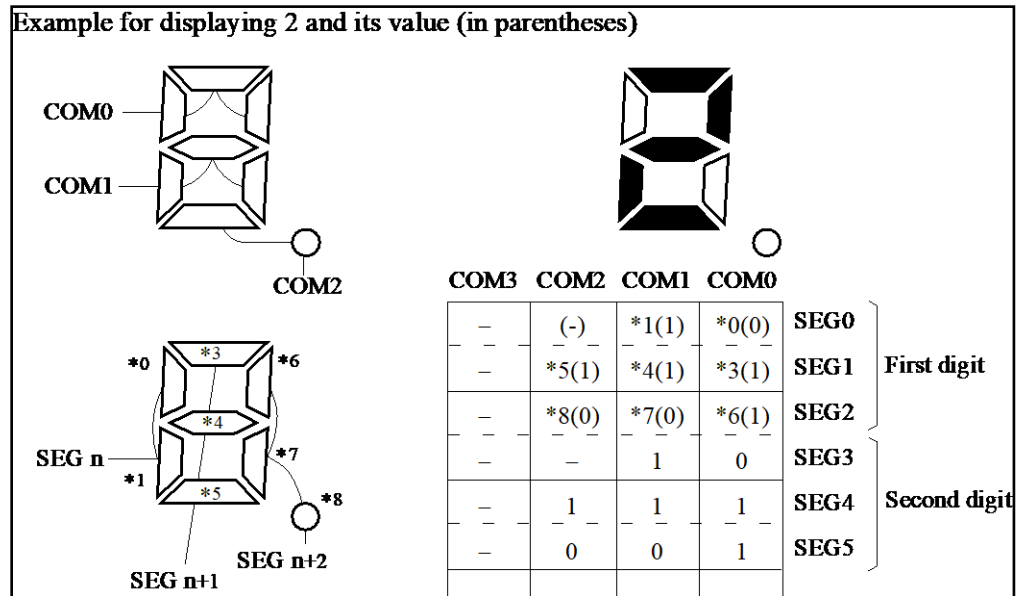 Example for displaying 2 and its value (in parentheses)
COM0
COM1
COM2
*0
*3
*6
*4
SEG n
*7
*1
*5
*8
SEG n+2
SEG n+1
COM3 COM2 COM1 COM0
– (-) *1(1) *0(0) SEG0
– *5(1) *4(1) *3(1) SEG1 First digit
– *8(0) *7(0) *6(1) SEG2
– – 1 0 SEG3
– 1 1 1 SEG4 Second digit
– 0 0 1 SEG5